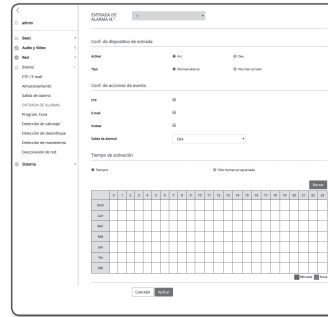 admin
Basic
Audio y Vídeo
Red
Evento
FTP / E-mail
Almacenamiento
Salida de alarma
ENTRADA DE ALARMA
Program. hora
Detección de sabotaje
Detección de desenfoque
Detección de movimiento
Desconexión de red
Sistema
ENTRADA DE
ALARMA N.º
1
Conf. de dispositivo de entrada
Activar
Act.
Des
Tipo
Normal abierto
Normal cerrado
Conf. de acciones de evento
FTP
E-mail
Grabar
Salida de alarma1
Des
Tiempo de activación
Siempre
Sólo tiempo programado
Borrar
0 1 2 3 4 5 6 7 8 9 10 11 12 13 14 15 16 17 18 19 20 21 22 23
Dom
Lun
Mar
Mié
Jue
Vie
Sáb
Minutos
Hora
Cancelar
Aplicar